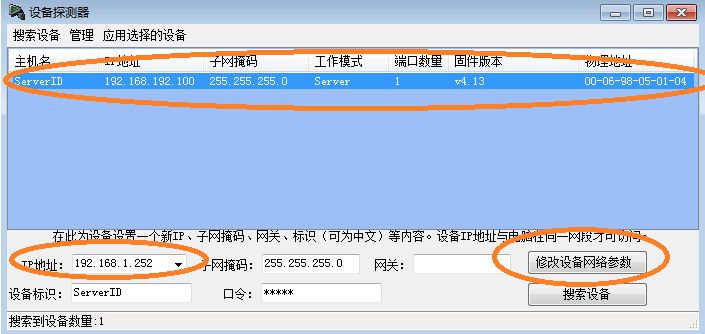 设备探测器
搜索设备 管理 应用选择的设备
主机名 IP地址 子网掩码 工作模式 端口数量 固件版本 物理地址
ServerID 192.168.192.100 255.255.255.0 Server 1 v4.13 00-06-98-05-01-04
在此为设备设置一个新IP、子网掩码、网关、标识（可为中文）等内容。设备IP地址与电脑在同一网段才可访问。
IP地址： 192.168.1.252 子网掩码： 255.255.255.0 网关： 修改设备网络参数
设备标识： ServerID 口令： ***** 搜索设备
搜索到设备数量:1